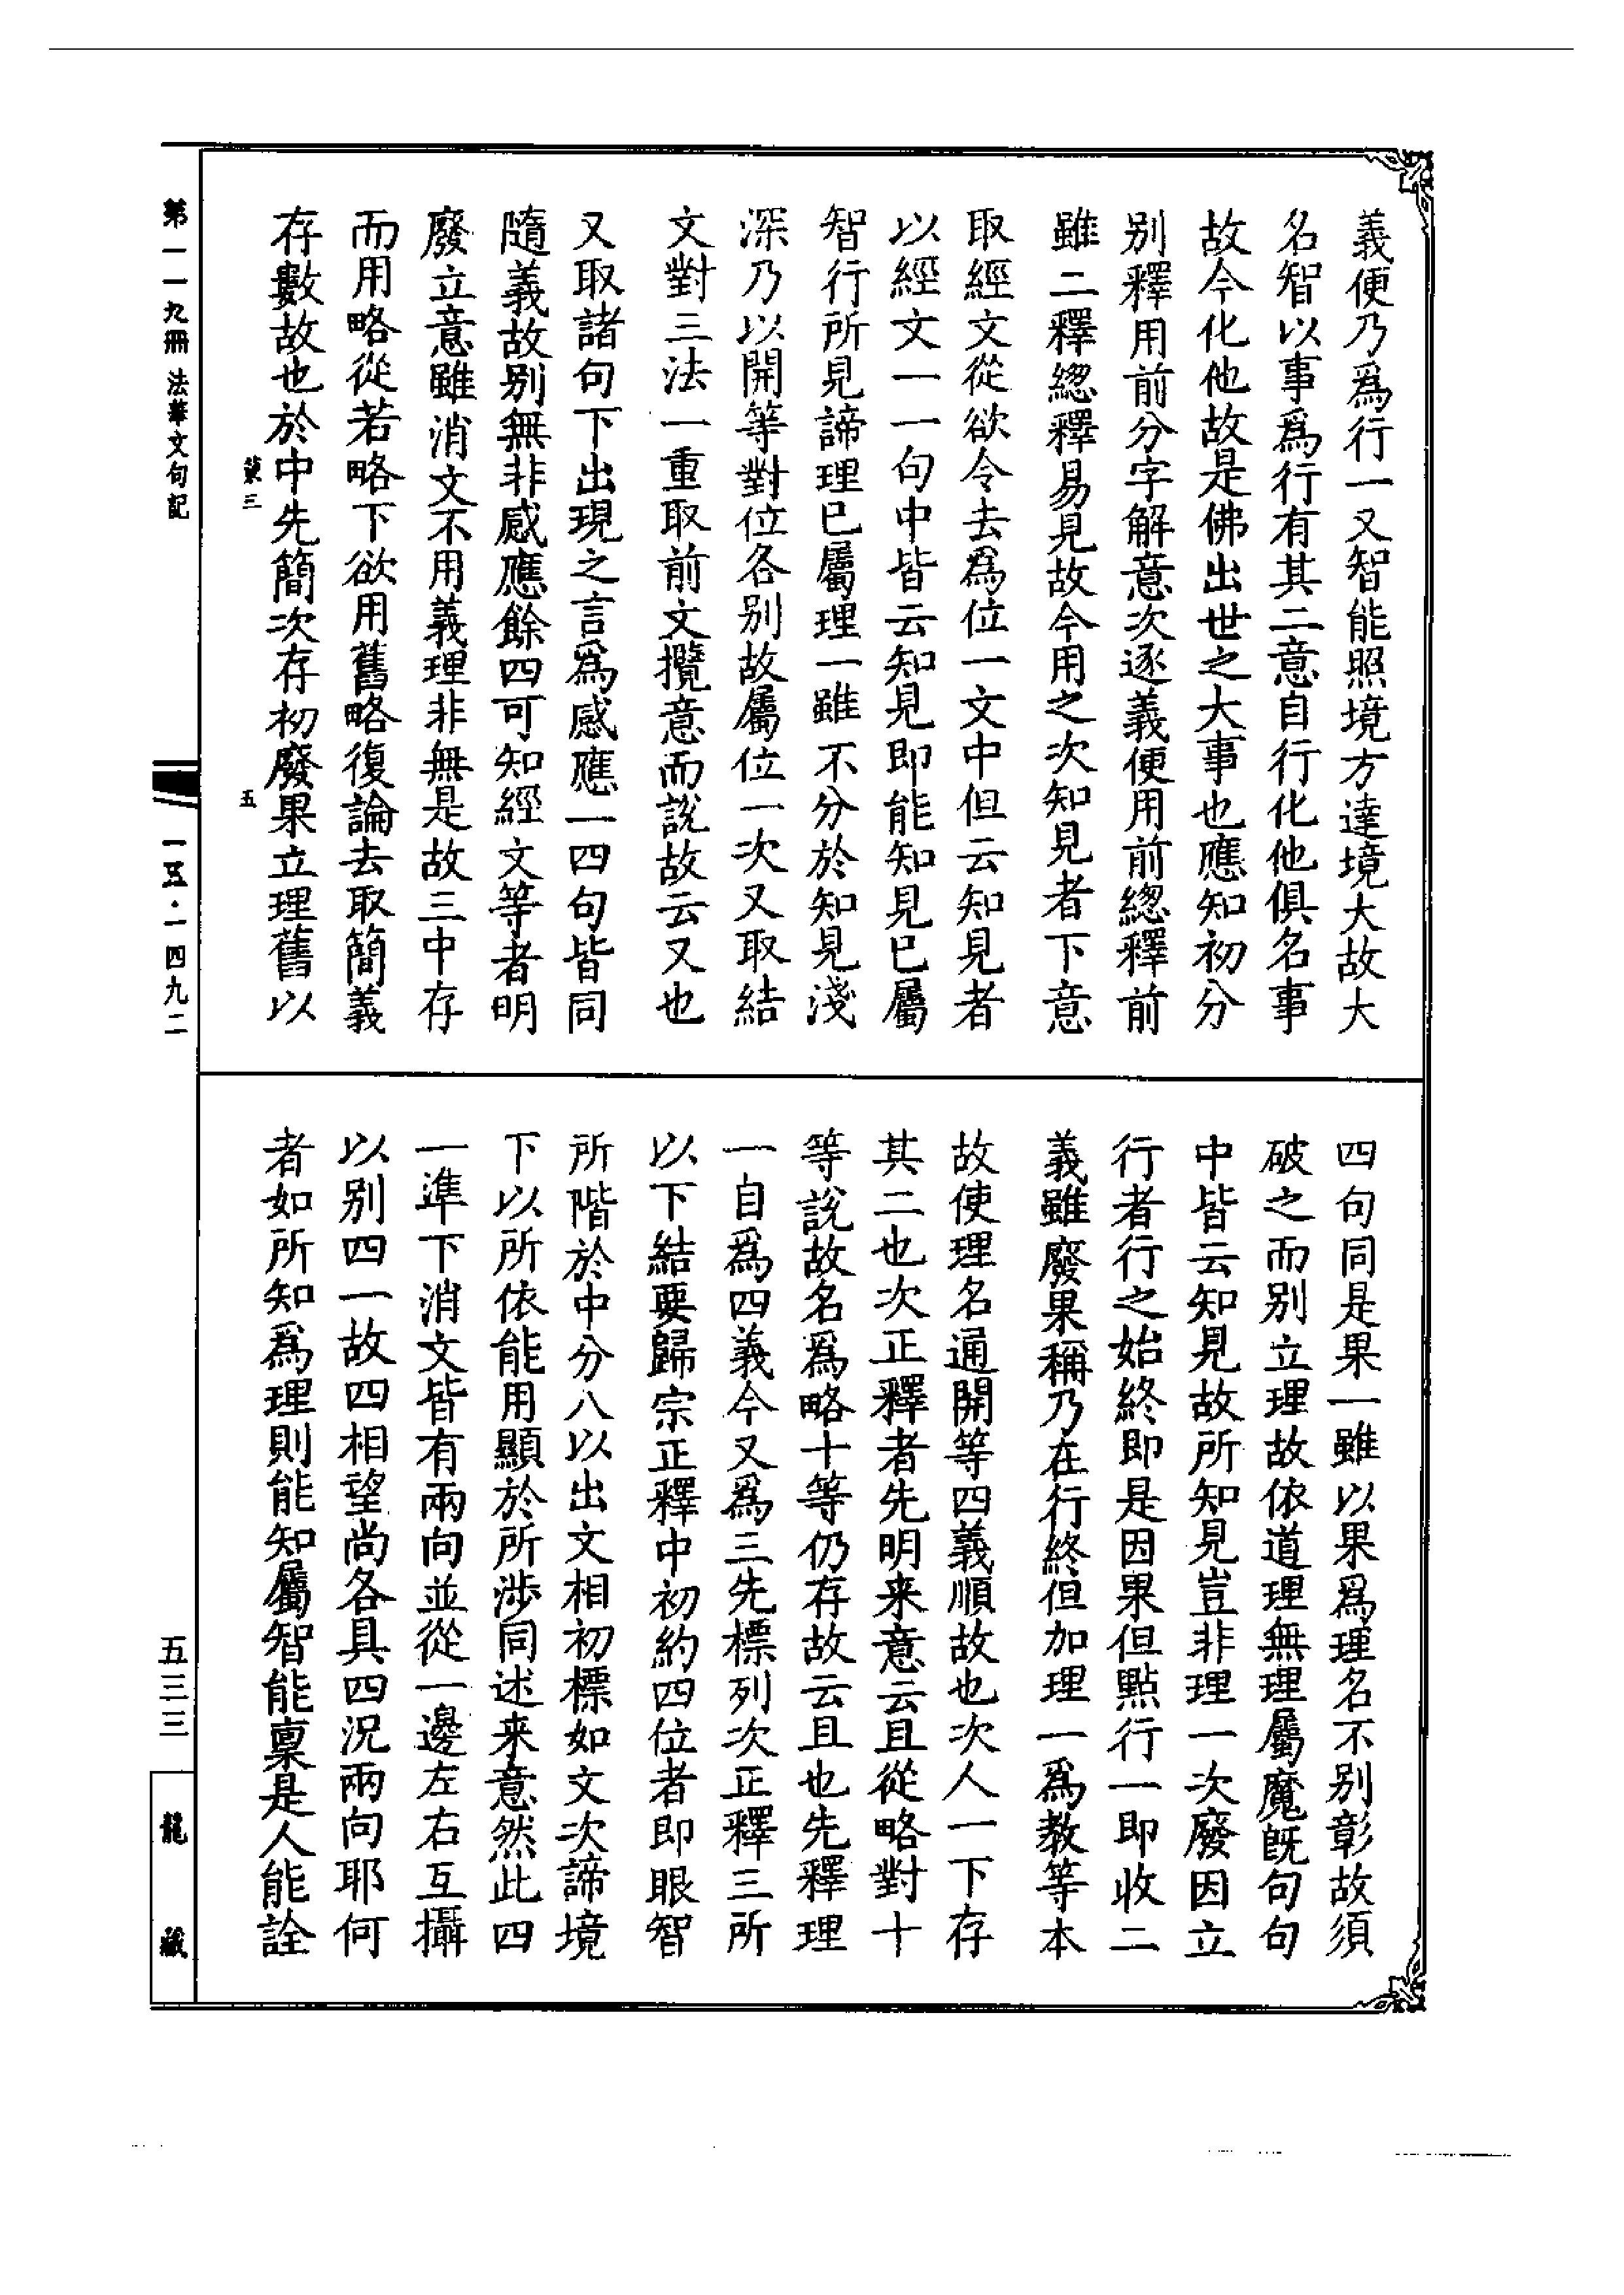 義便乃爲行一又智能照境方達境大故大
名智以事爲行有其二意自行化他俱名事
故今化他故是佛出世之大事也應知初分
別釋用前分字解意次逐義便用前總釋前
雖二釋總釋易見故今用之次知見者下意
取經文從欲令去爲位一文中但云知見者
以經文一一句中皆云知見即能知見已屬
智行所見諦理已屬理一雖不分於知見淺
深乃以開等對位各別故屬位一次又取結
文對三法一重取前文攬意而說故云又也
又取諸句下出現之言爲感應一四句皆同
隨義故別無非感應餘四可知經文等者明
廢立意雖消文不用義理非無是故三中存
而用略從若略下欲用舊略復論去取簡義
存數故也於中先簡次存初廢果立理舊以
四句同是果一雖以果爲理名不別彰故須
破之而別立理故依道理無理屬魔既句句
中皆云知見故所知見豈非理一次廢因立
行者行之始終即是因果但點行一即收二
義雖廢果稱乃在行終但加理一爲教等本
故使理名通開等四義順故也次人一下存
其二也次正釋者先明来意云且從略對十
等說故名爲略十等仍存故云且也先釋理
一自爲四義今又爲三先標列次正釋三所
以下結要歸宗正釋中初約四位者即眼智
所階於中分八以出文相初標如文次諦境
下以所依能用顯於所涉同述来意然此四
一準下消文皆有兩向並從一邊左右互攝
以別四一故四相望尚各具四況兩向耶何
者如所知爲理則能知屬智能稟是人能詮
第一一九冊 法華文句記
一五·一四九二
五三三
龍藏